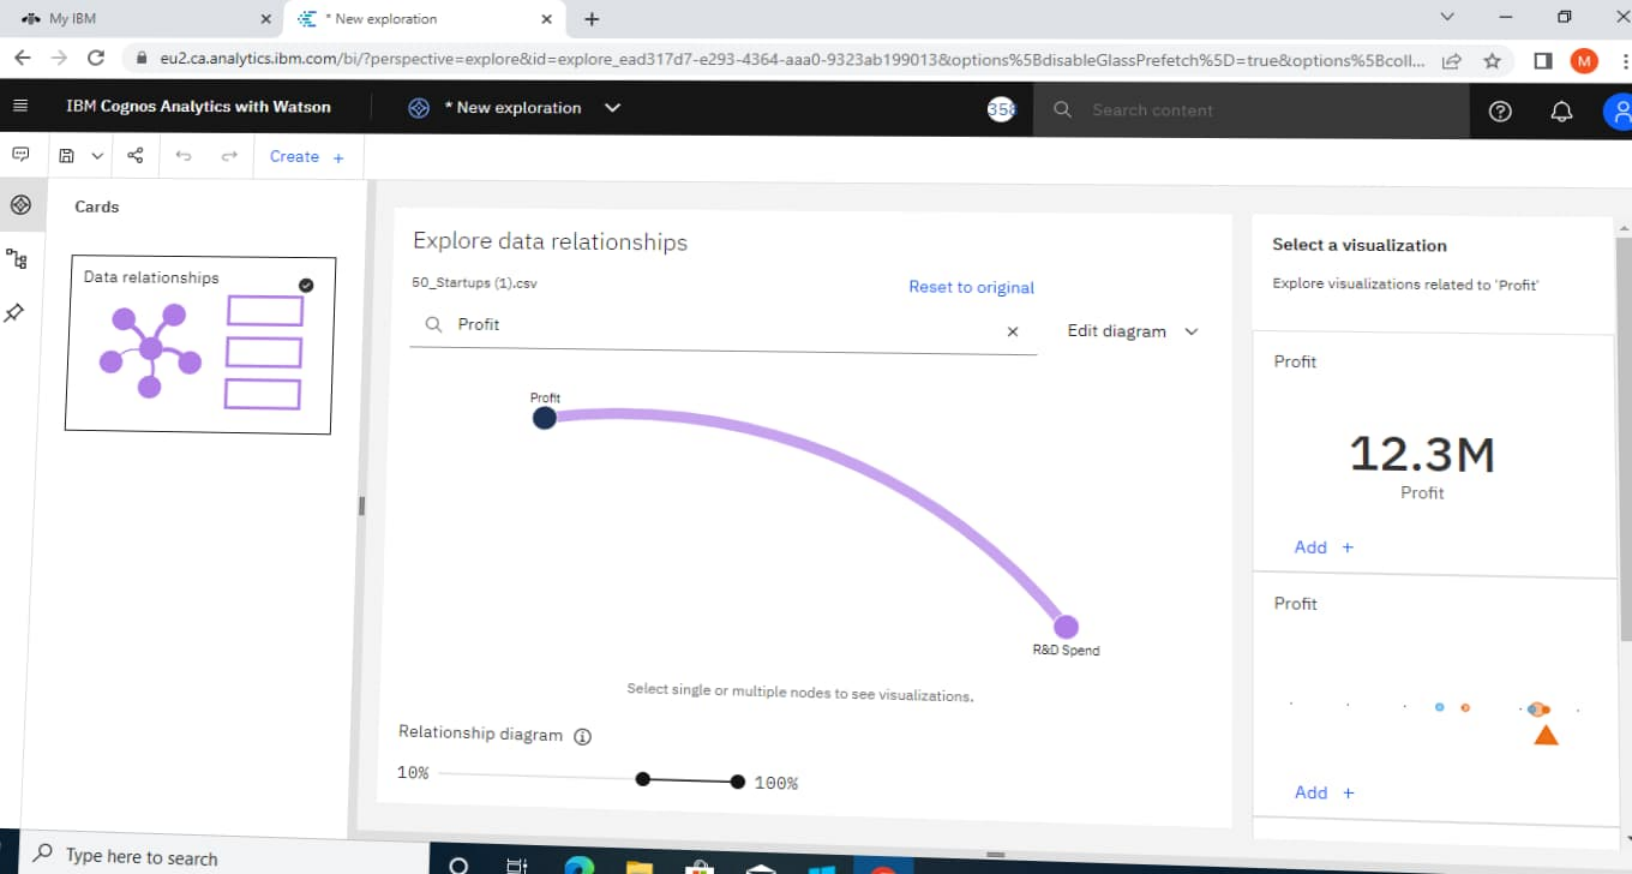 My IBM
* New exploration
eu2.ca.analytics.ibm.com/bi/?perspective=explore&id=explore_ead317d7-e293-4364-aaa0-9323ab199013&options%5BdisableGlassPrefetch%5D=true&options%5Bcoll...
M
IBM Cognos Analytics with Watson
* New exploration
358
Search content
Create +
Cards
Data relationships
Explore data relationships
50_Startups (1).csv
Reset to original
Profit
Edit diagram
Profit
R&D Spend
Select single or multiple nodes to see visualizations.
Relationship diagram
10%
100%
Select a visualization
Explore visualizations related to 'Profit'
Profit
12.3M
Profit
Add +
Profit
Add +
Type here to search